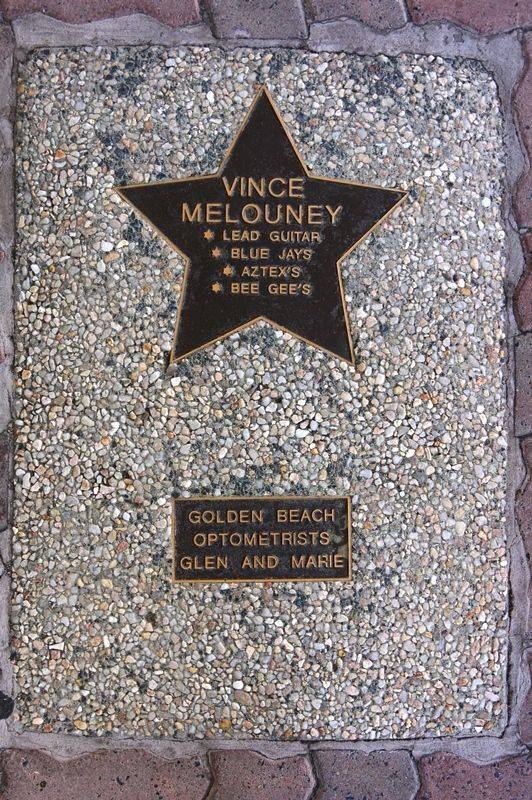 VINCE
MELOUNEY
* LEAD GUITAR
* BLUE JAYS
* AZTEX'S
* BEE GEE'S
GOLDEN BEACH
OPTOMETRISTS
GLEN AND MARIE